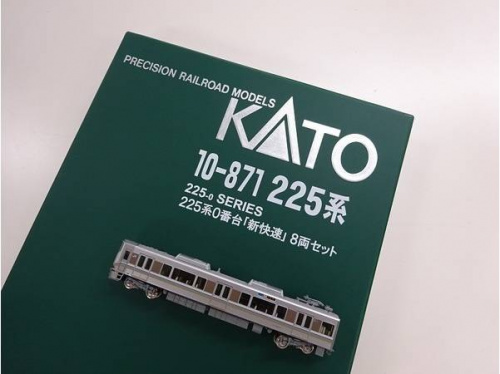 PRECISION RAILROAD MODELS
KATO
10-871 225系
225-0 SERIES
225系0番台「新快速」8両セット